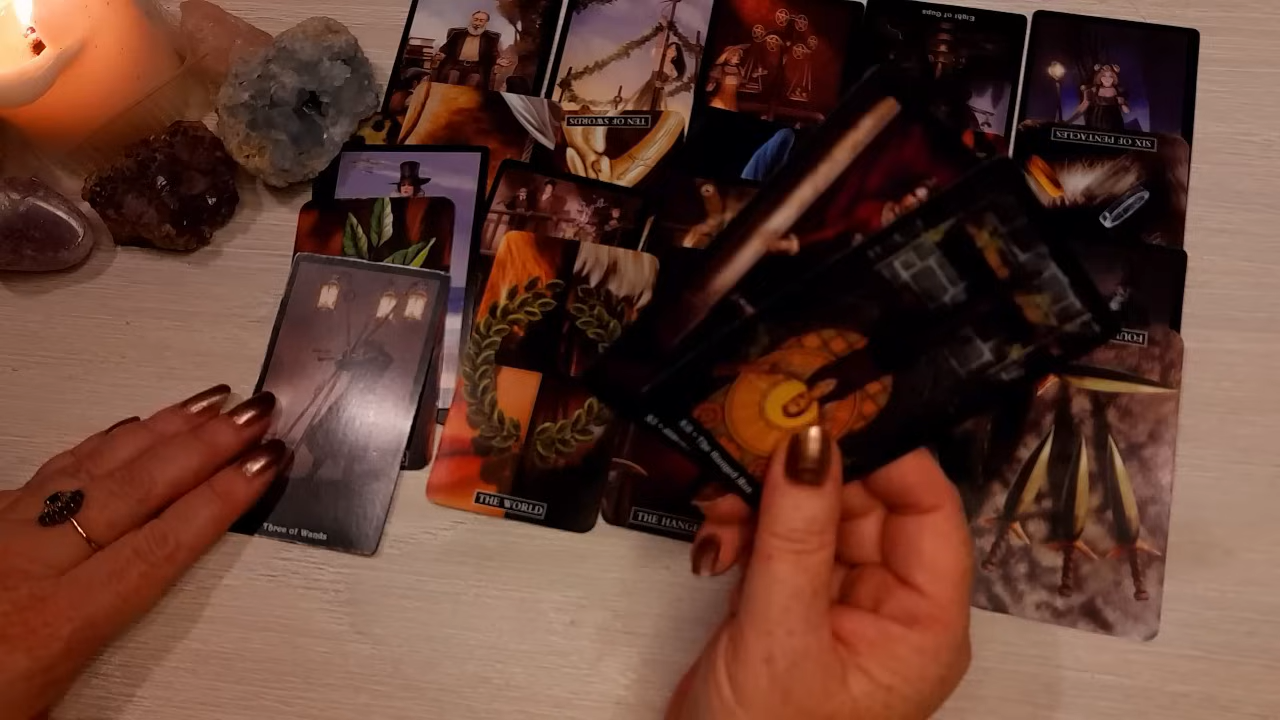 Eight of Cups
TEN OF SWORDS
SIX OF PENTACLES
FOU
THE WORLD
THE HANGE
Three of Wands
XII • The Hanged Man